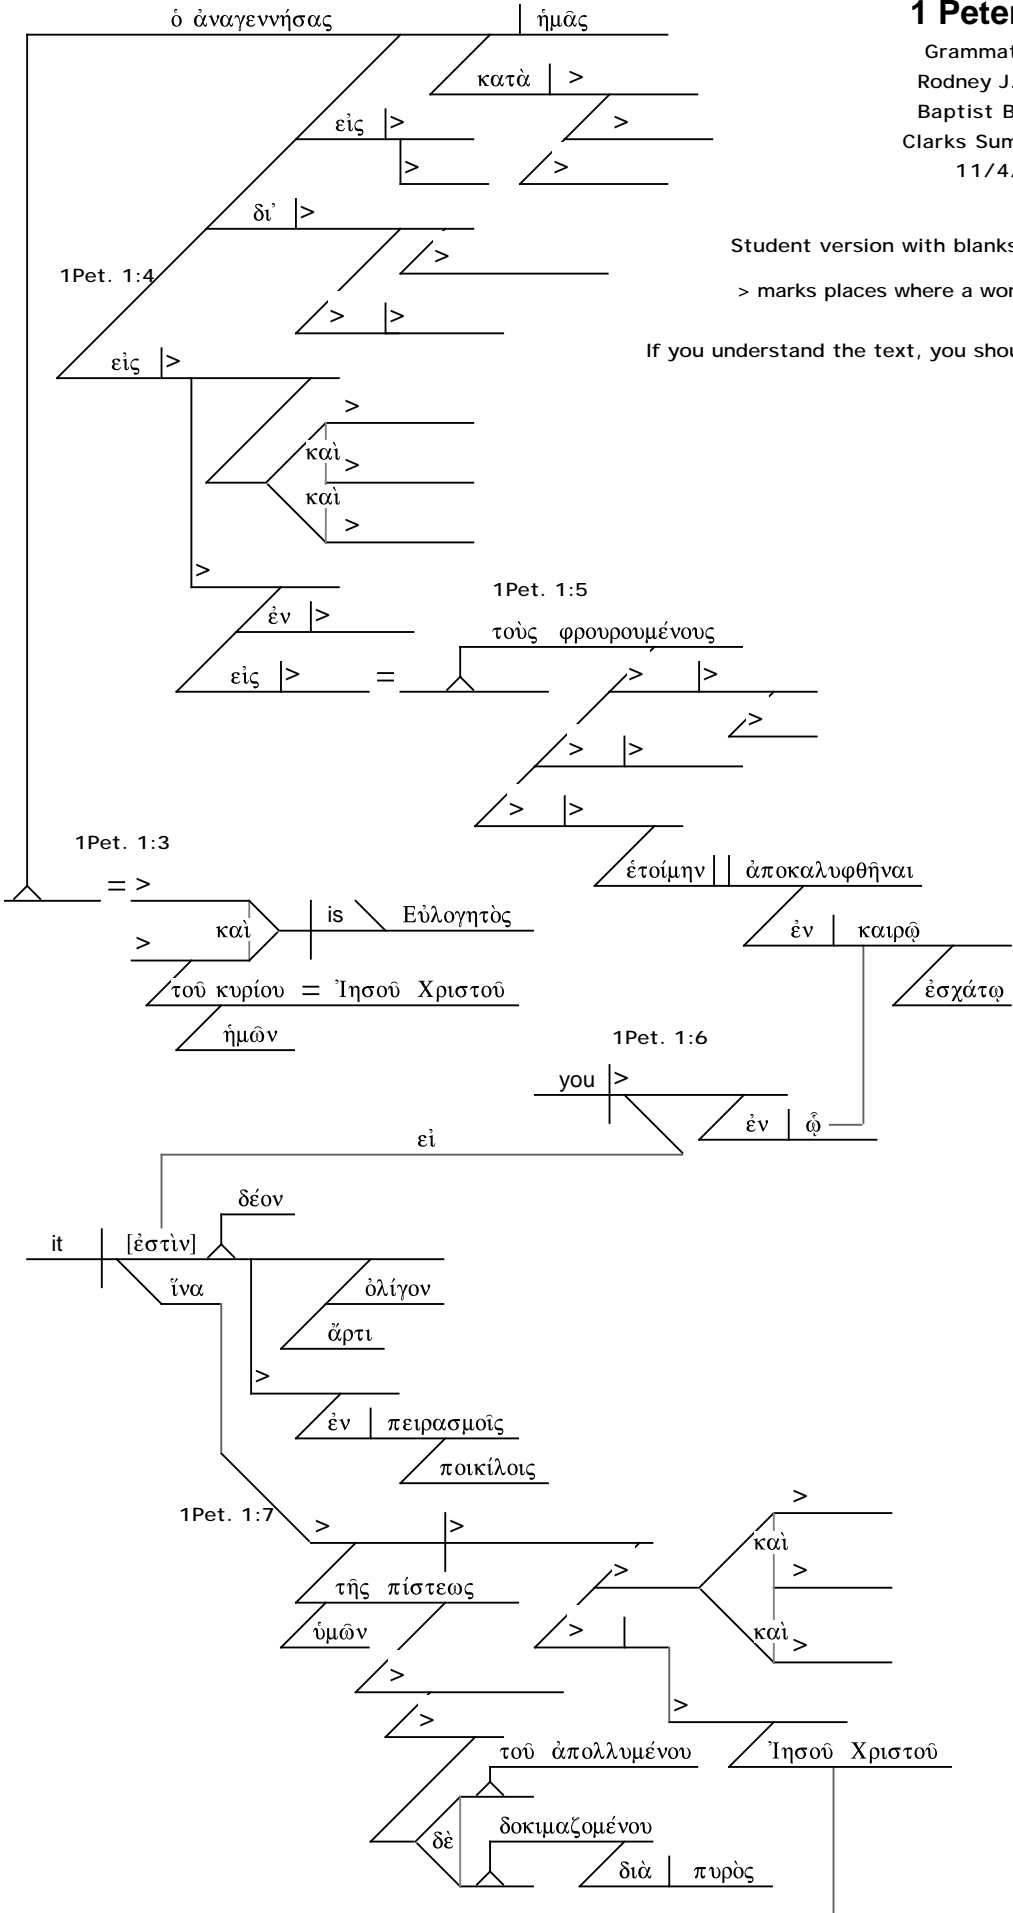 ὁ ἀναγεννήσας ἡμᾶς
1 Peter
Grammat
κατὰ >
Rodney J.
εἰς > >
Baptist B
Clarks Sum
> >
11/4/
δι' >
Student version with blanks
>
1Pet. 1:4
> marks places where a wor
> >
If you understand the text, you shou
εἰς >
>
καὶ >
καὶ
>
>
1Pet. 1:5
ἐν >
τοὺς φρουρουμένους
εἰς > =
> >
>
> >
> >
1Pet. 1:3
ἑτοίμην ἀποκαλυφθῆναι
= >
καὶ is Εὐλογητὸς
ἐν καιρῷ
>
τοῦ κυρίου = Ἰησοῦ Χριστοῦ
ἐσχάτῳ
ἡμῶν
1Pet. 1:6
you >
ἐν ᾧ
εἰ
δέον
it [ἐστὶν]
ἵνα ὀλίγον
ἄρτι
>
ἐν πειρασμοῖς
ποικίλοις
>
1Pet. 1:7
> >
καὶ
> >
τῆς πίστεως
ὑμῶν > καὶ >
>
>
>
τοῦ ἀπολλυμένου Ἰησοῦ Χριστοῦ
δοκιμαζομένου
δὲ
διὰ πυρὸς